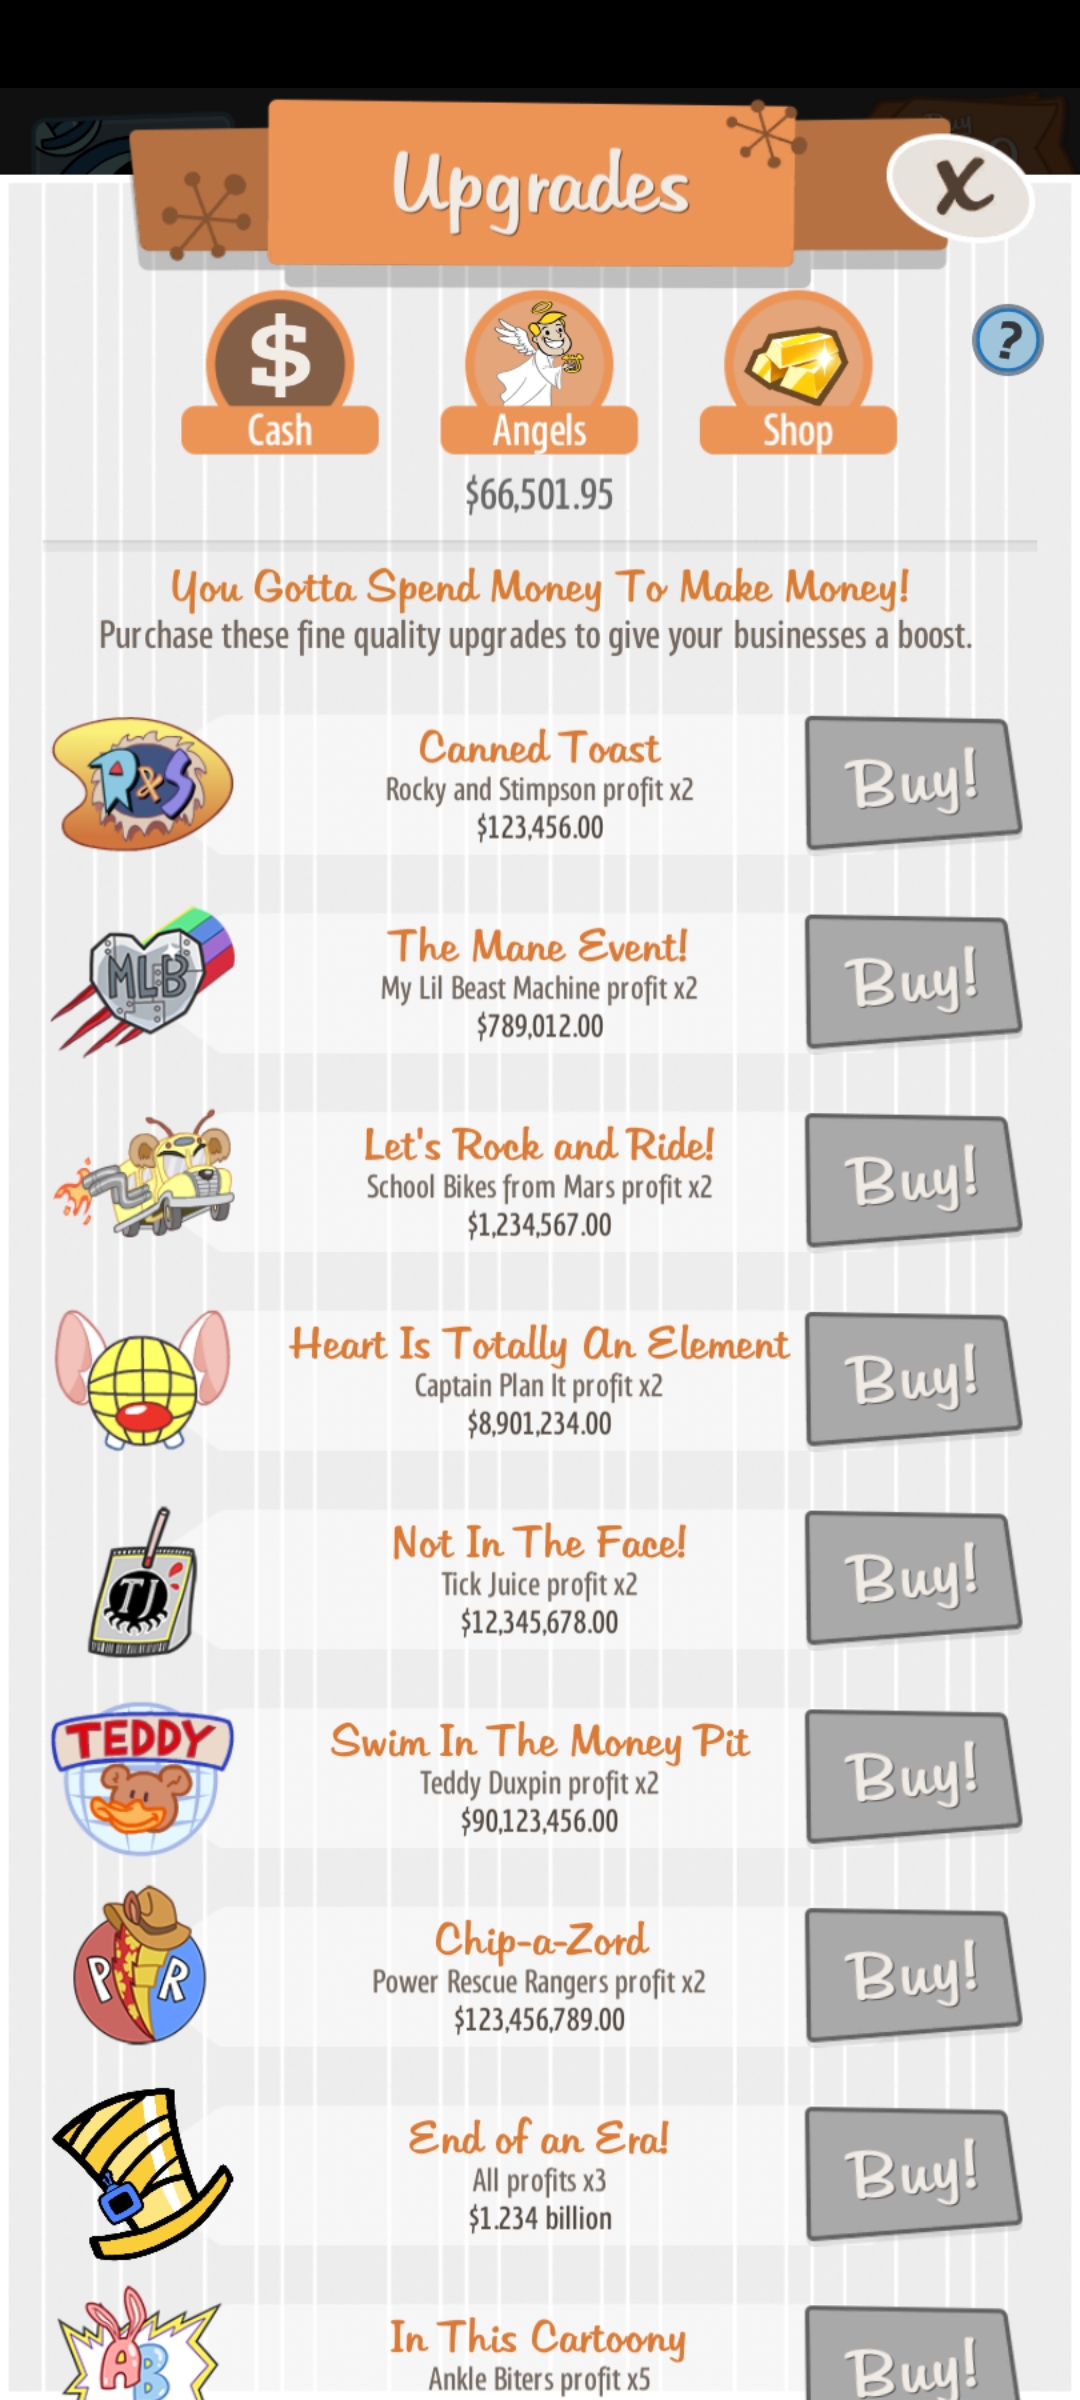 Buy
Upgrades
X
$
?
Cash
Angels
Shop
$66,501.95
You Gotta Spend Money To Make Money!
Purchase these fine quality upgrades to give your businesses a boost.
R&S
Canned Toast
Rocky and Stimpson profit x2
$123,456.00
Buy!
MLB
The Mane Event!
My Lil Beast Machine profit x2
$789,012.00
Buy!
Let's Rock and Ride!
School Bikes from Mars profit x2
$1,234,567.00
Buy!
Heart Is Totally An Element
Captain Plan It profit x2
$8,901,234.00
Buy!
TJ
Not In The Face!
Tick Juice profit x2
$12,345,678.00
Buy!
TEDDY
Swim In The Money Pit
Teddy Duxpin profit x2
$90,123,456.00
Buy!
P R
Chip-a-Zord
Power Rescue Rangers profit x2
$123,456,789.00
Buy!
End of an Era!
All profits x3
$1.234 billion
Buy!
AB
In This Cartoony
Ankle Biters profit x5
Buy!